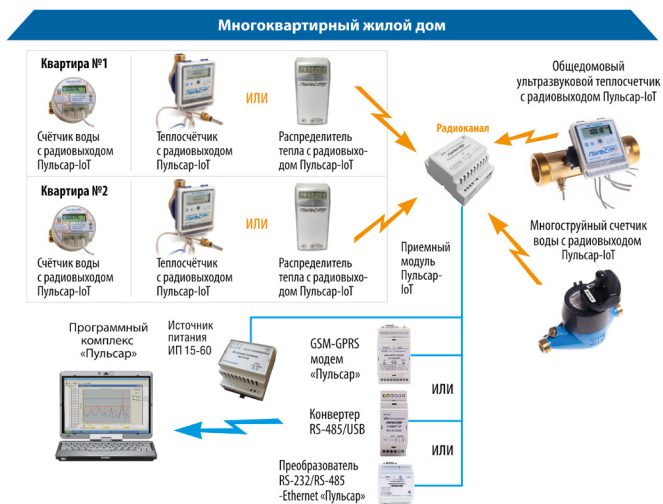 Многоквартирный жилой дом
Квартира №1
ИЛИ
Счётчик воды
с радиовыходом
Пульсар-IoT
Теплосчётчик
с радиовыходом
Пульсар-IoT
Распределитель
тепла с радиовыхо-
дом Пульсар-IoT
Квартира №2
ИЛИ
Счётчик воды
с радиовыходом
Пульсар-IoT
Теплосчётчик
с радиовыходом
Пульсар-IoT
Распределитель
тепла с радиовыхо-
дом Пульсар-IoT
Радиоканал
Общедомовый
ультразвуковой теплосчетчик
с радиовыходом Пульсар-IoT
Приемный
модуль
Пульсар-
IoT
Многоструйный счетчик
воды с радиовыходом
Пульсар-IoT
Программный
комплекс
«Пульсар»
Источник
питания
ИП 15-60
GSM-GPRS
модем
«Пульсар»
ИЛИ
Конвертер
RS-485/USB
ИЛИ
Преобразователь
RS-232/RS-485
-Ethernet «Пульсар»